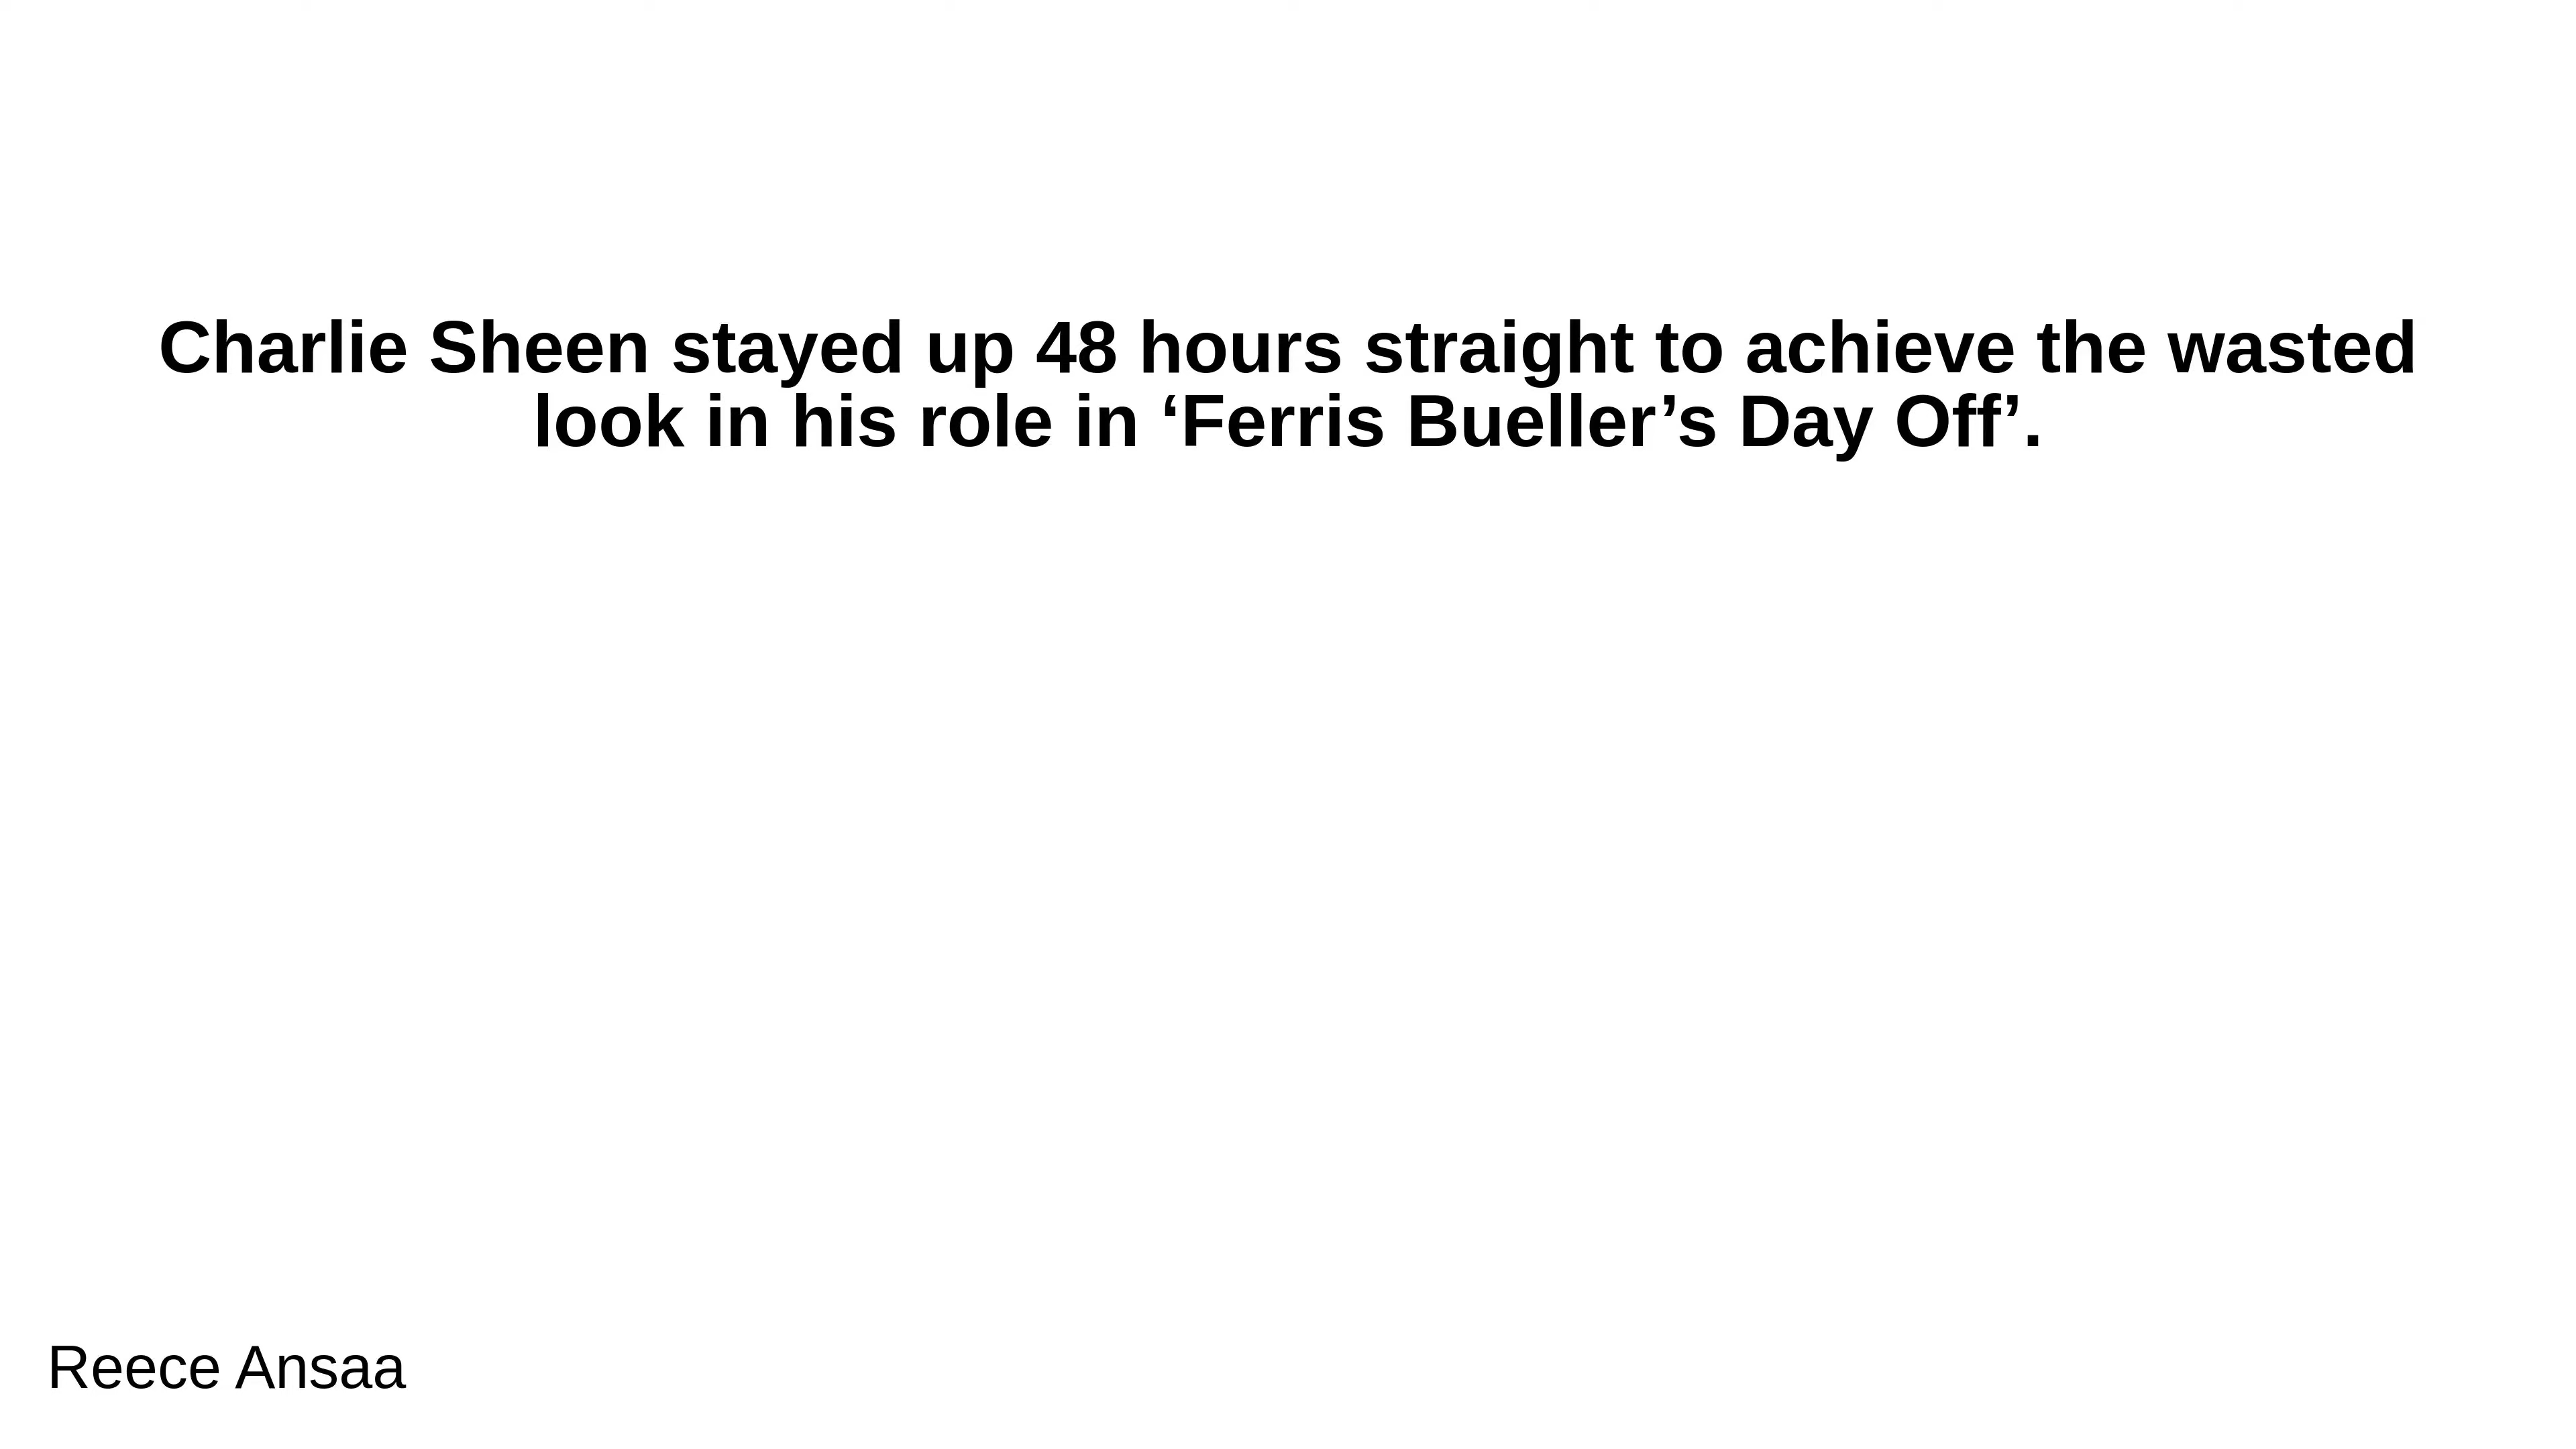 Charlie Sheen stayed up 48 hours straight to achieve the wasted
look in his role in ‘Ferris Bueller’s Day Off’.
Reece Ansaa